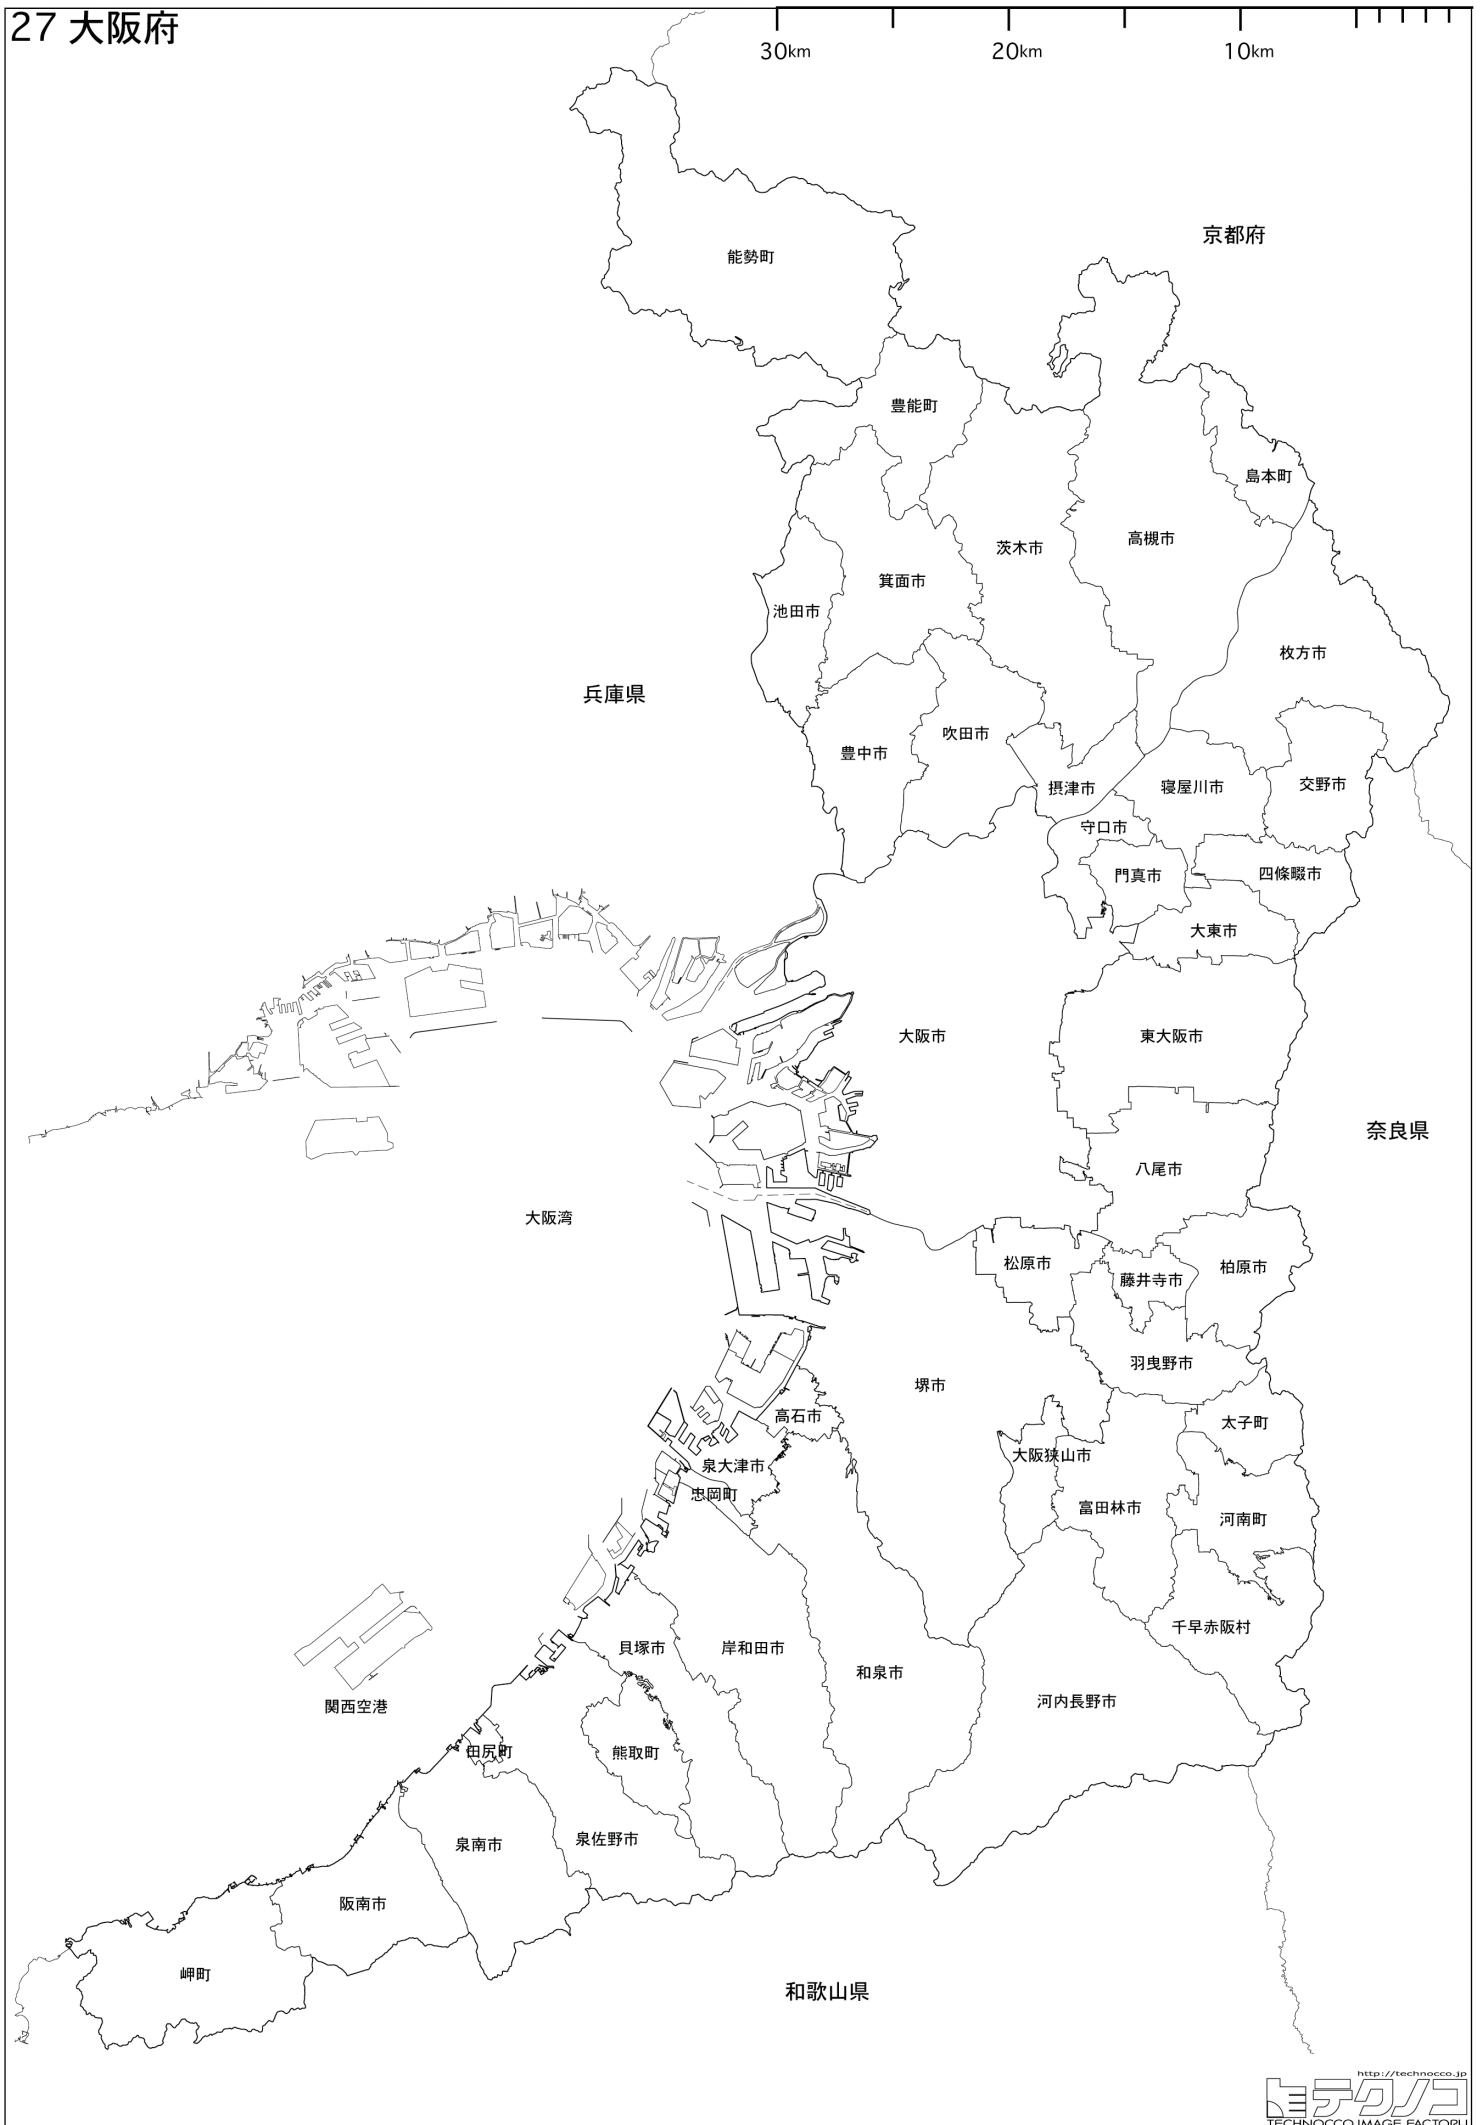 27 大阪府
30km
20km
10km
京都府
能勢町
豊能町
島本町
高槻市
茨木市
箕面市
池田市
枚方市
兵庫県
吹田市
豊中市
交野市
寝屋川市
摂津市
守口市
四條畷市
門真市
大東市
大阪市
東大阪市
奈良県
八尾市
大阪湾
松原市
柏原市
藤井寺市
羽曳野市
堺市
高石市
太子町
大阪狭山市
泉大津市
忠岡町
富田林市
河南町
千早赤阪村
貝塚市
岸和田市
和泉市
河内長野市
関西空港
田尻町
熊取町
泉佐野市
泉南市
阪南市
岬町
和歌山県
http://technocco.jp
テクノコ
TECHNOCCO IMAGE FACTORY